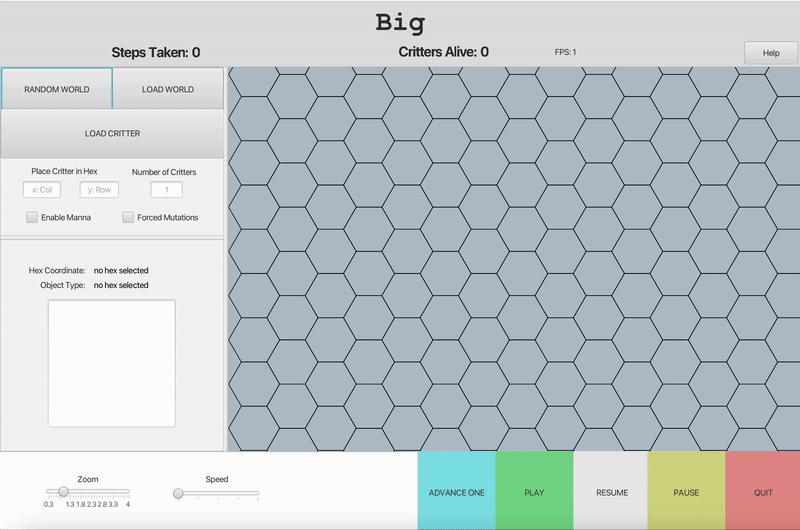 Big
Steps Taken: 0
Critters Alive: 0
FPS: 1
Help
RANDOM WORLD
LOAD WORLD
LOAD CRITTER
Place Critter in Hex
Number of Critters
x: Col
y: Row
1
Enable Manna
Forced Mutations
Hex Coordinate: no hex selected
Object Type: no hex selected
Zoom
0.3 1.3 1.8 2.3 2.8 3.3 4
Speed
ADVANCE ONE
PLAY
RESUME
PAUSE
QUIT